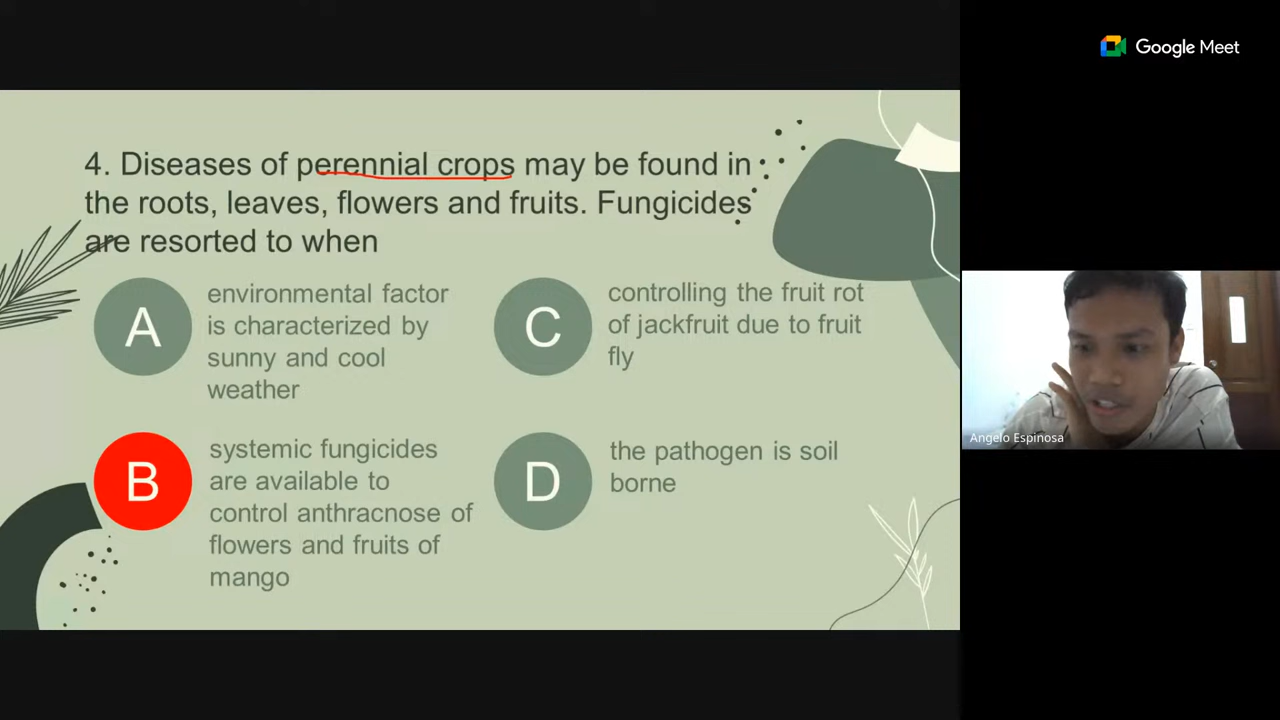 Google Meet
4. Diseases of perennial crops may be found in
the roots, leaves, flowers and fruits. Fungicides
are resorted to when
A
environmental factor
is characterized by
sunny and cool
weather
B
systemic fungicides
are available to
control anthracnose of
flowers and fruits of
mango
C
controlling the fruit rot
of jackfruit due to fruit
fly
D
the pathogen is soil
borne
Angelo Espinosa